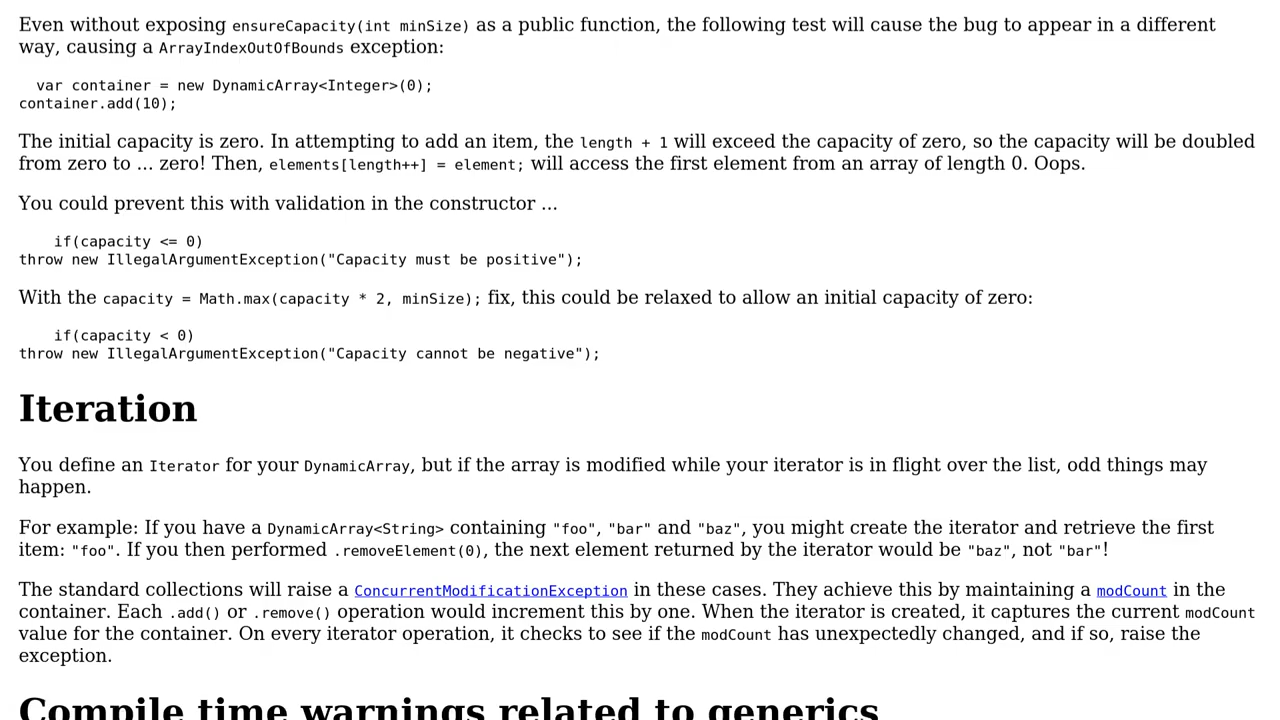 Even without exposing ensureCapacity(int minSize) as a public function, the following test will cause the bug to appear in a different
way, causing a ArrayIndexOutOfBounds exception:
var container = new DynamicArray<Integer>(0);
container.add(10);
The initial capacity is zero. In attempting to add an item, the length + 1 will exceed the capacity of zero, so the capacity will be doubled
from zero to ... zero! Then, elements[length++] = element; will access the first element from an array of length 0. Oops.
You could prevent this with validation in the constructor ...
if(capacity <= 0)
throw new IllegalArgumentException("Capacity must be positive");
With the capacity = Math.max(capacity * 2, minSize); fix, this could be relaxed to allow an initial capacity of zero:
if(capacity < 0)
throw new IllegalArgumentException("Capacity cannot be negative");
Iteration
You define an Iterator for your DynamicArray, but if the array is modified while your iterator is in flight over the list, odd things may
happen.
For example: If you have a DynamicArray<String> containing "foo", "bar" and "baz", you might create the iterator and retrieve the first
item: "foo". If you then performed .removeElement(0), the next element returned by the iterator would be "baz", not "bar"!
The standard collections will raise a ConcurrentModificationException in these cases. They achieve this by maintaining a modCount in the
container. Each .add() or .remove() operation would increment this by one. When the iterator is created, it captures the current modCount
value for the container. On every iterator operation, it checks to see if the modCount has unexpectedly changed, and if so, raise the
exception.
Compile time warnings related to generics